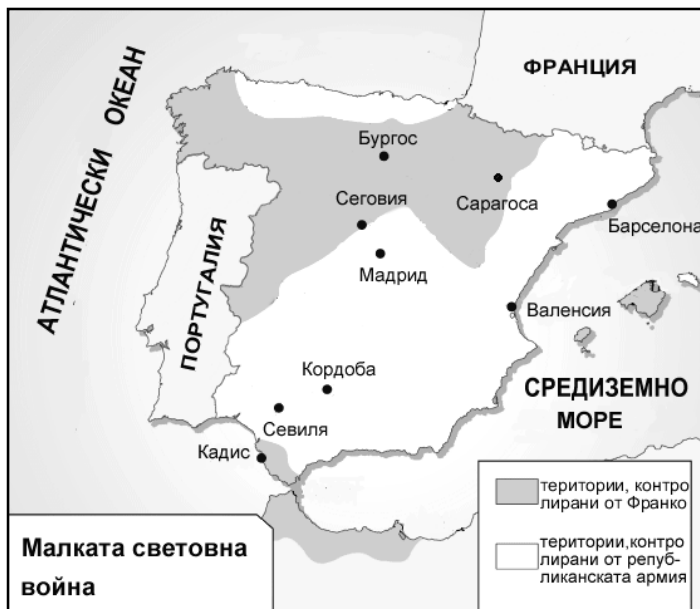 ФРАНЦИЯ
АТЛАНТИЧЕСКИ ОКЕАН
Бургос
Сеговия
Сарагоса
Барселона
Мадрид
ПОРТУГАЛИЯ
Валенсия
Кордоба
СРЕДИЗЕМНО
МОРЕ
Севиля
Кадис
територии, контро
лирани от Франко
територии,контро
лирани от репуб-
ликанската армия
Малката световна
война